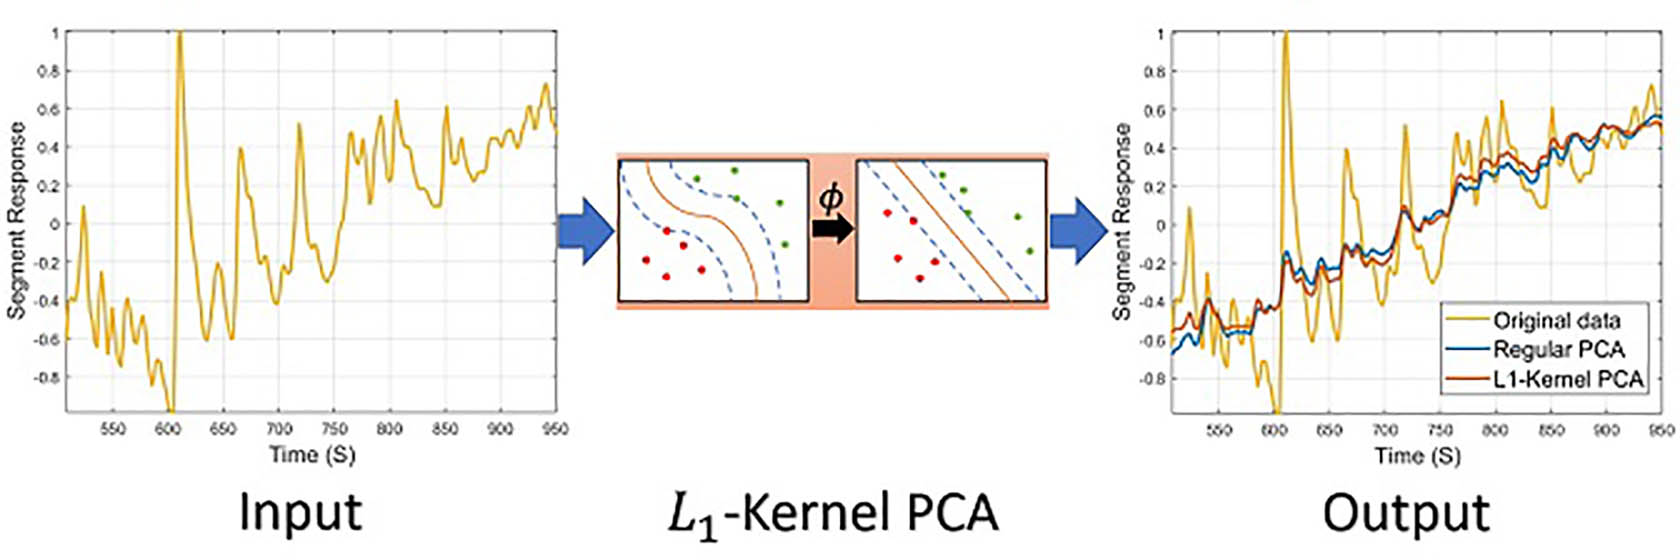 1
0.8
0.6
0.4
0.2
0
-0.2
-0.4
-0.6
-0.8
Segment Response
550 600 650 700 750 800 850 900 950
Time (S)
Input
ϕ
L₁-Kernel PCA
1
0.8
0.6
0.4
0.2
0
-0.2
-0.4
-0.6
-0.8
Segment Response
Original data
Regular PCA
L1-Kernel PCA
550 600 650 700 750 800 850 900 950
Time (S)
Output